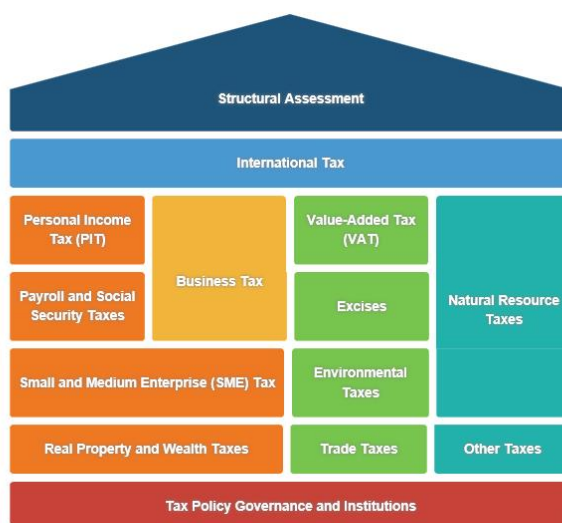 Structural Assessment
International Tax
Personal Income
Tax (PIT)
Business Tax
Value-Added Tax
(VAT)
Natural Resource
Taxes
Payroll and Social
Security Taxes
Excises
Small and Medium Enterprise (SME) Tax
Environmental
Taxes
Real Property and Wealth Taxes
Trade Taxes
Other Taxes
Tax Policy Governance and Institutions